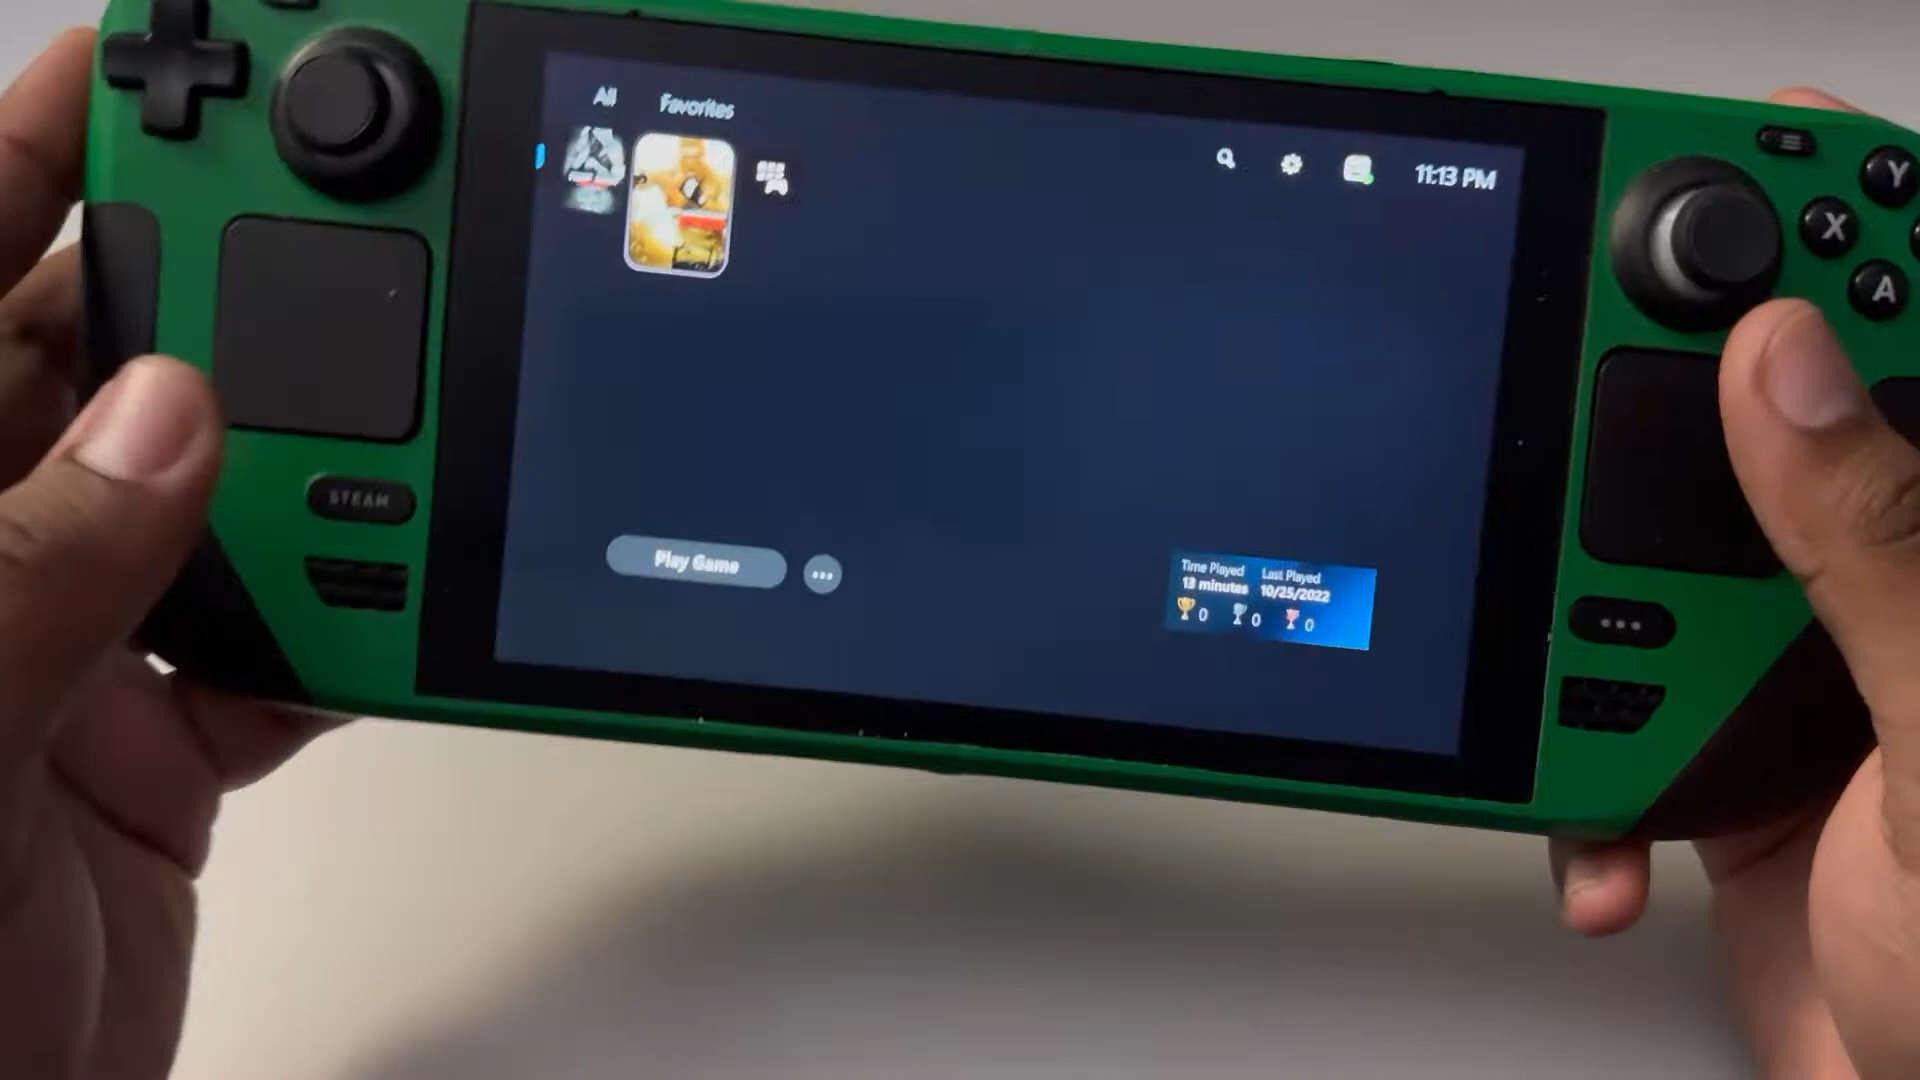 All Favorites
11:13 PM
Y
X
A
STEAM
Play Game
Time Played Last Played
13 minutes 10/25/2022
0 0 0